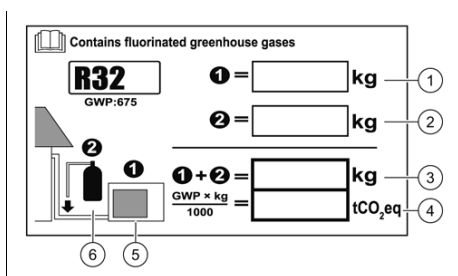 Contains fluorinated greenhouse gases
R32
GWP:675
❶ =
kg
1
❷ =
kg
2
❷
❶
❶+❷ =
kg
3
GWP × kg
1000
=
tCO₂eq
4
6
5